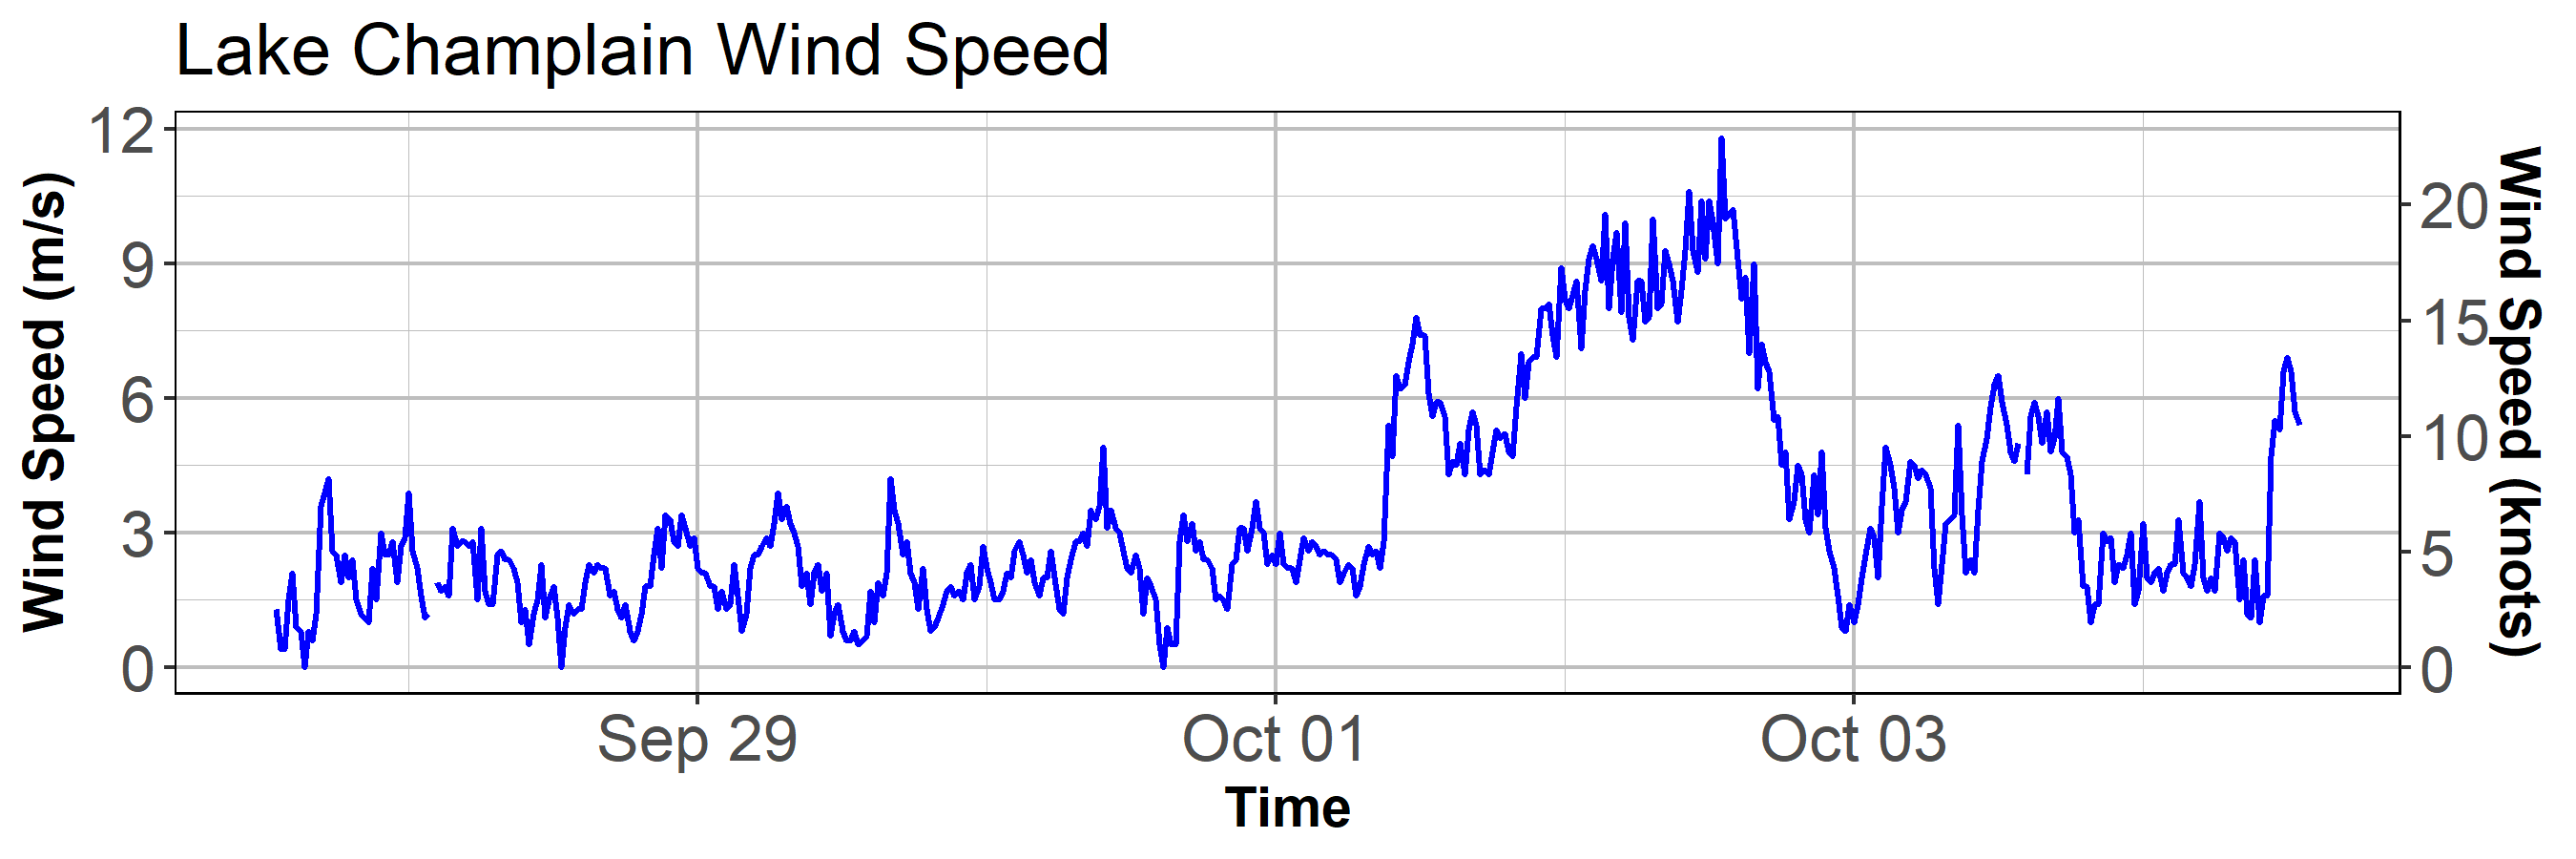 Lake Champlain Wind Speed
Wind Speed (m/s)
12
9
6
3
0
Wind Speed (knots)
20
15
10
5
0
Sep 29
Oct 01
Oct 03
Time